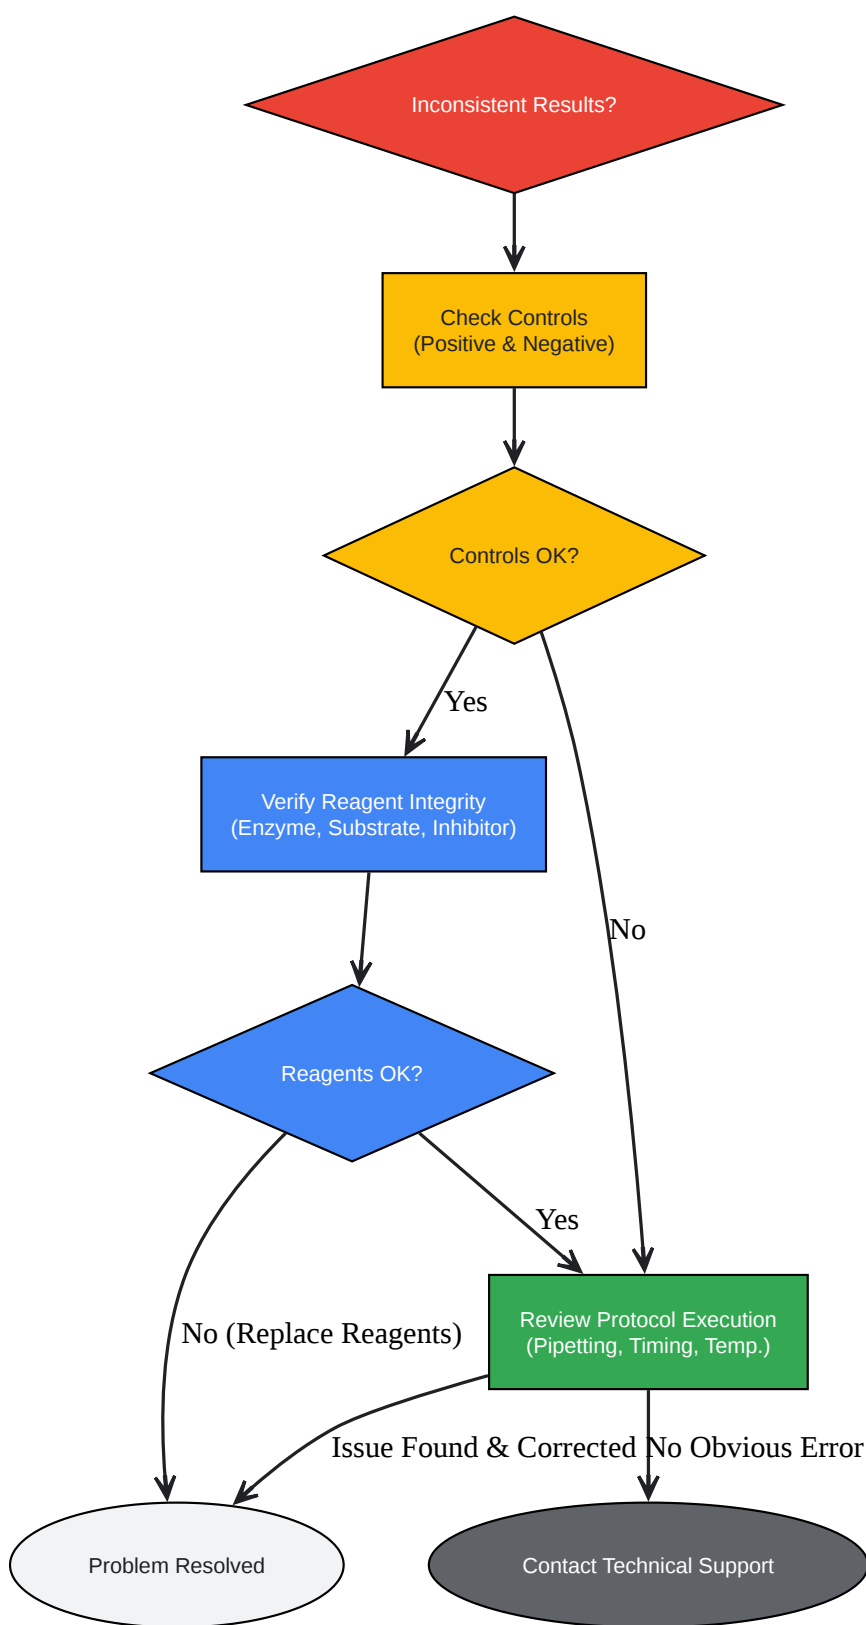 Inconsistent Results?
Check Controls
(Positive & Negative)
Controls OK?
Yes
Verify Reagent Integrity
(Enzyme, Substrate, Inhibitor)
No
Reagents OK?
Yes
No (Replace Reagents)
Review Protocol Execution
(Pipetting, Timing, Temp.)
Issue Found & Corrected
No Obvious Error
Problem Resolved
Contact Technical Support